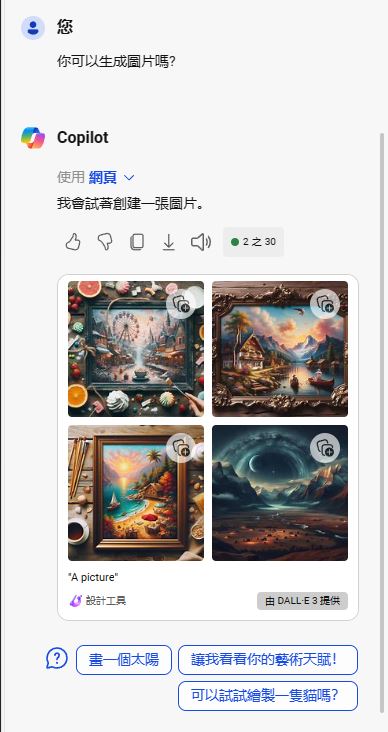 您
你可以生成圖片嗎?
Copilot
使用 網頁
我會試著創建一張圖片。
2 之 30
"A picture"
設計工具
由 DALL·E 3 提供
畫一個太陽
讓我看看你的藝術天賦!
可以試試繪製一隻貓嗎?